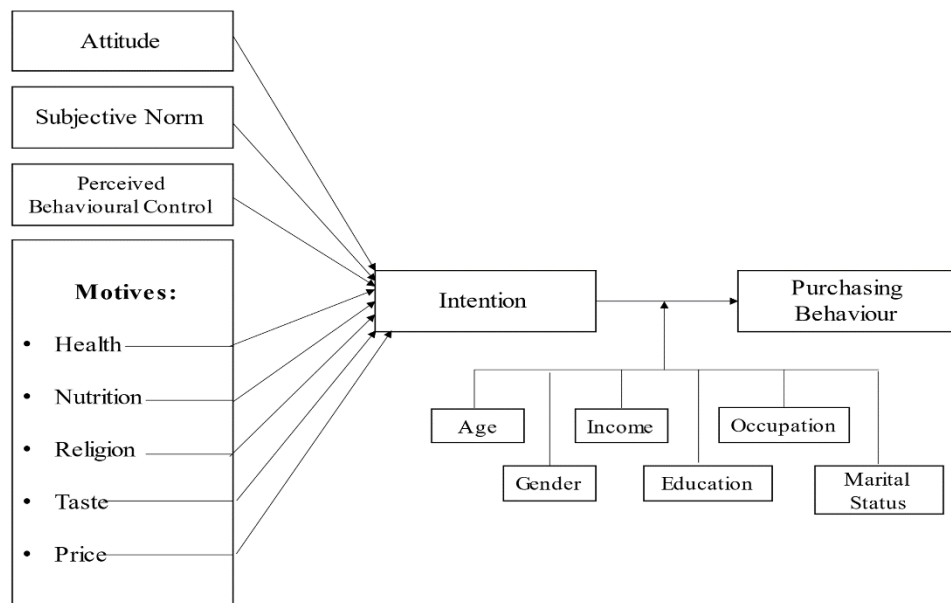 Attitude
Subjective Norm
Perceived
Behavioural Control
Motives:
• Health
• Nutrition
• Religion
• Taste
• Price
Intention
Purchasing
Behaviour
Age
Income
Occupation
Gender
Education
Marital
Status